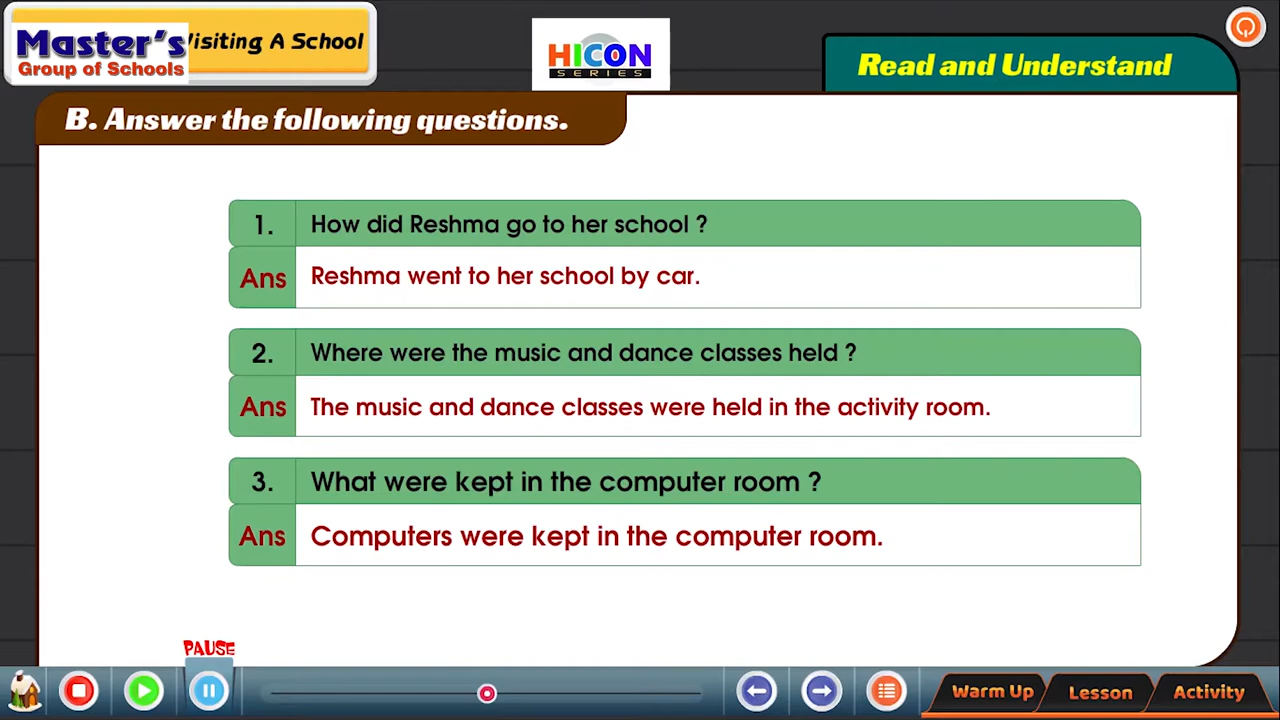 Master's
Group of Schools
Visiting A School
HICON
SERIES
Read and Understand
B. Answer the following questions.
1. How did Reshma go to her school ?
Ans Reshma went to her school by car.
2. Where were the music and dance classes held ?
Ans The music and dance classes were held in the activity room.
3. What were kept in the computer room ?
Ans Computers were kept in the computer room.
PAUSE
Warm Up Lesson Activity